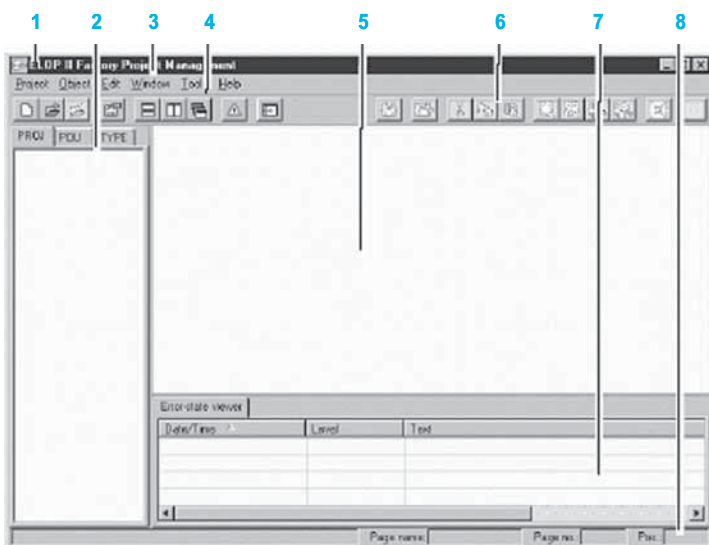 1 2 3 4 5 6 7 8
ELOP II Factory Project Management
Project Object Edit Window Tool Help
PROJ POU TYPE
Error-state viewer
Date/Time Level Text
Page name: Page no. Pos.: